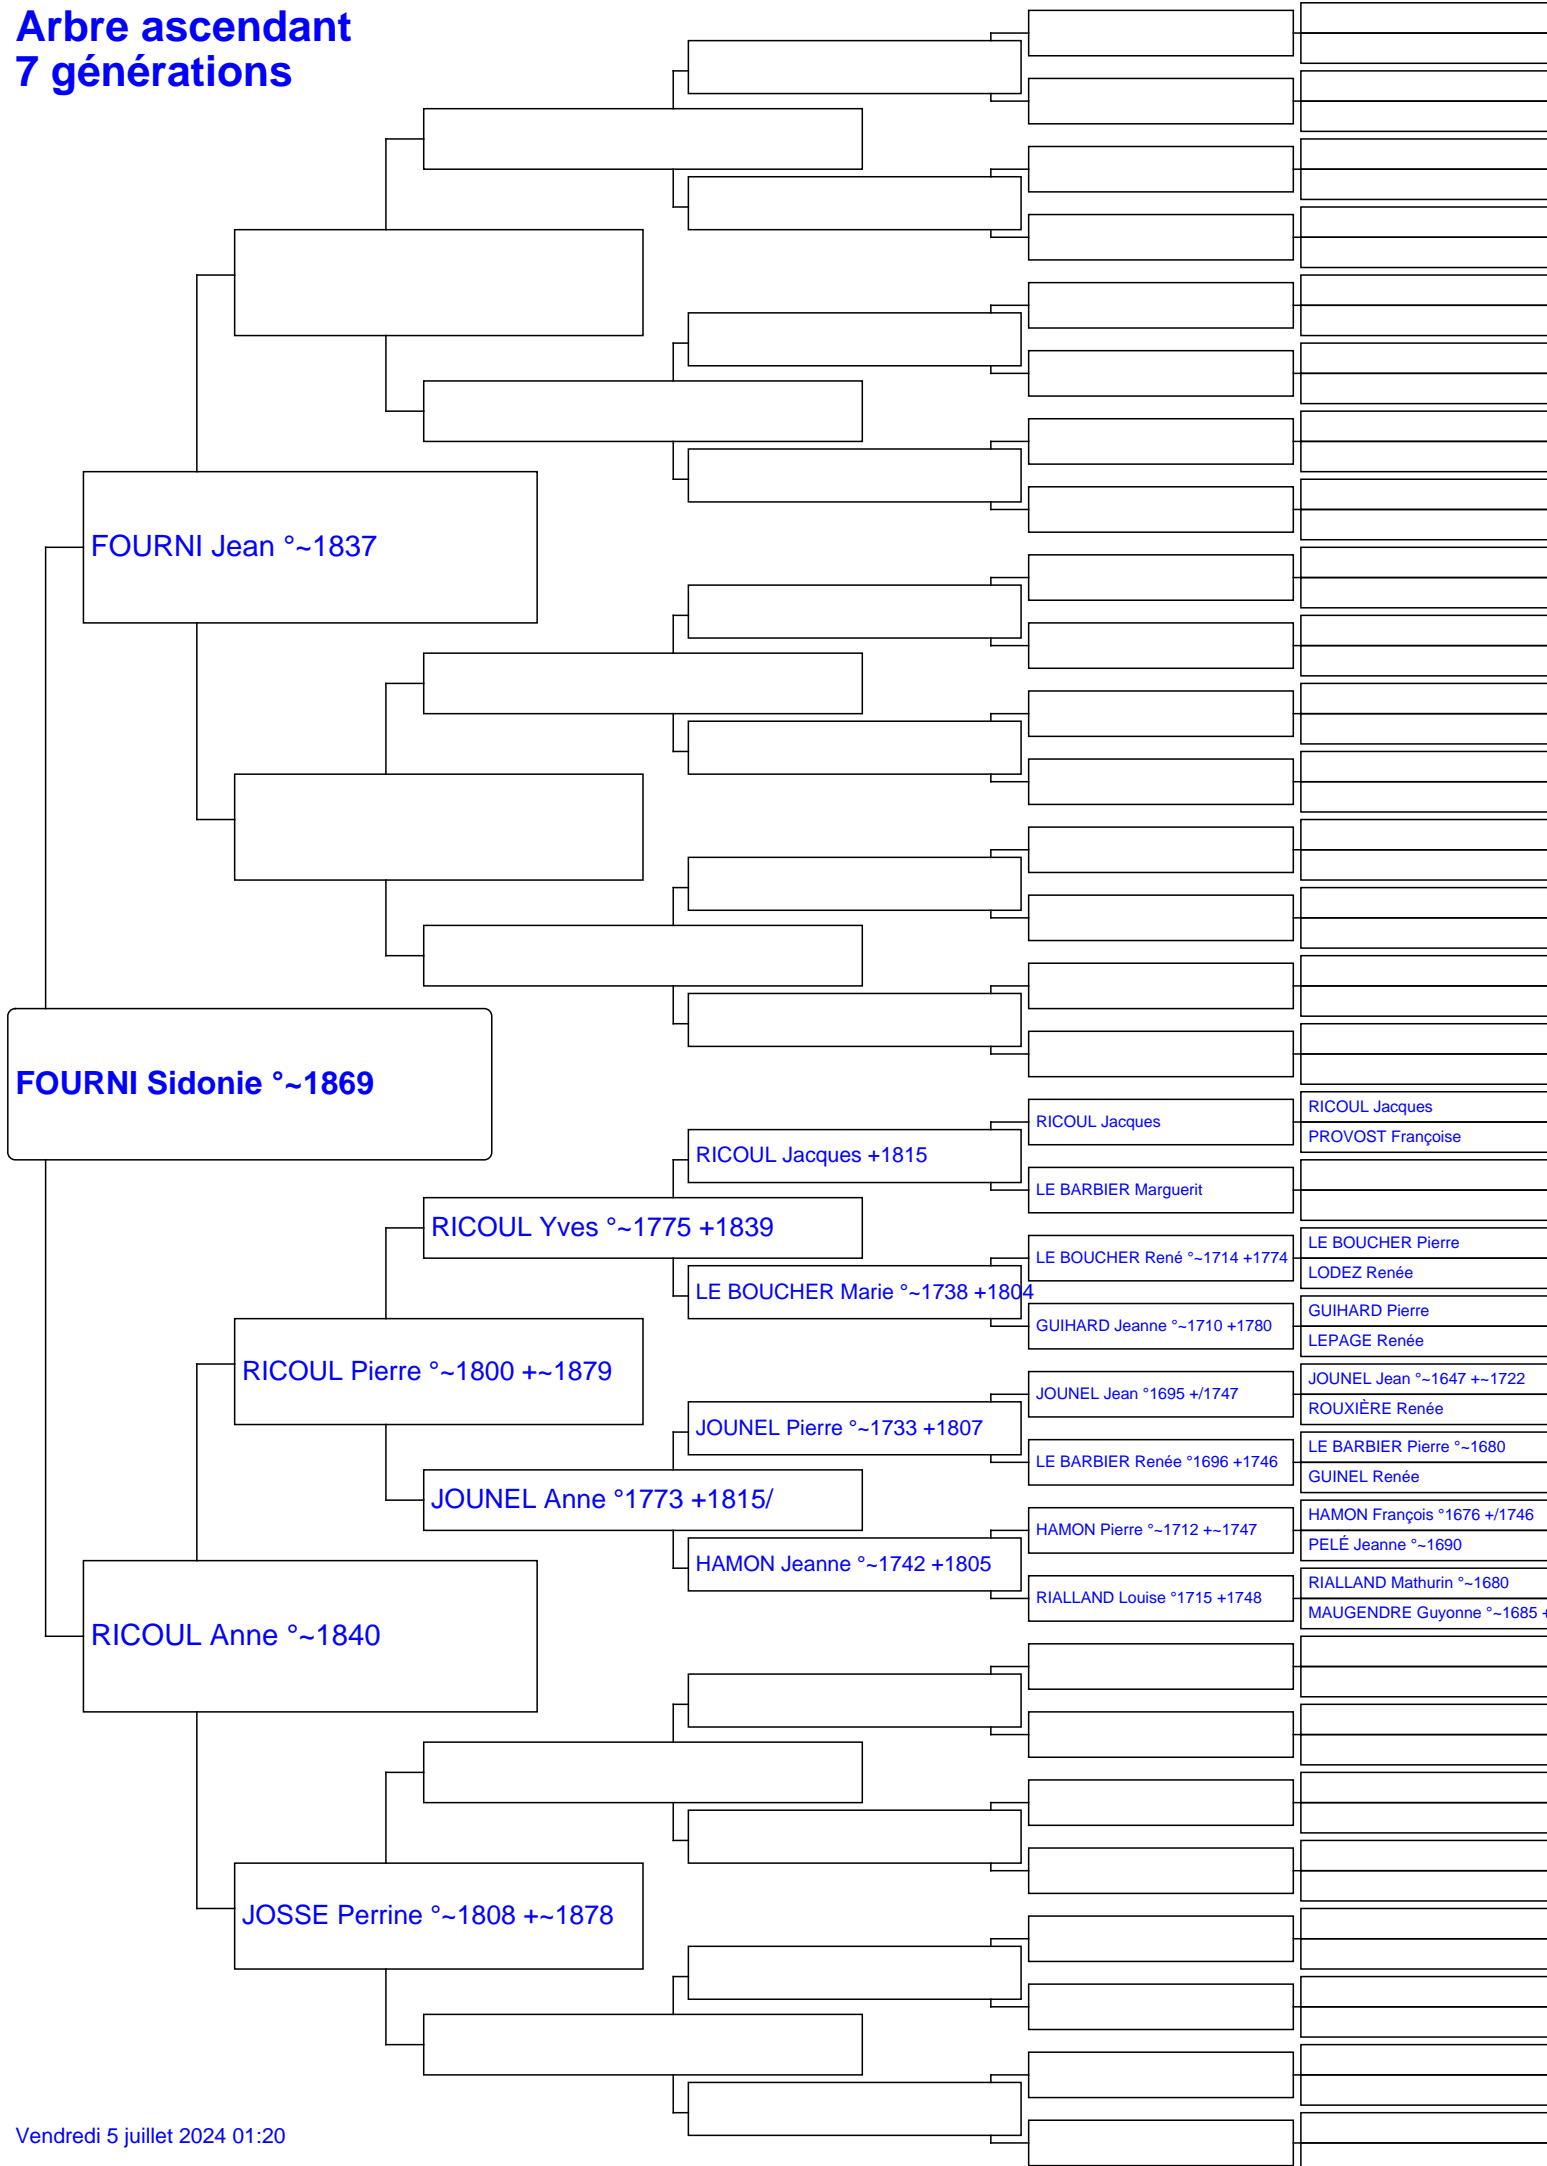 Arbre ascendant
7 générations
FOURNI Jean °~1837
FOURNI Sidonie °~1869
RICOUL Jacques
RICOUL Jacques
PROVOST Françoise
RICOUL Jacques +1815
LE BARBIER Marguerit
RICOUL Yves °~1775 +1839
LE BOUCHER René °~1714 +1774
LE BOUCHER Pierre
LODEZ Renée
LE BOUCHER Marie °~1738 +1804
GUIHARD Jeanne °~1710 +1780
GUIHARD Pierre
LEPAGE Renée
RICOUL Pierre °~1800 +~1879
JOUNEL Jean °1695 +/1747
JOUNEL Jean °~1647 +~1722
ROUXIÈRE Renée
JOUNEL Pierre °~1733 +1807
LE BARBIER Renée °1696 +1746
LE BARBIER Pierre °~1680
GUINEL Renée
JOUNEL Anne °1773 +1815/
HAMON Pierre °~1712 +~1747
HAMON François °1676 +/1746
PELÉ Jeanne °~1690
HAMON Jeanne °~1742 +1805
RIALLAND Louise °1715 +1748
RIALLAND Mathurin °~1680
MAUGENDRE Guyonne °~1685 +
RICOUL Anne °~1840
JOSSE Perrine °~1808 +~1878
Vendredi 5 juillet 2024 01:20